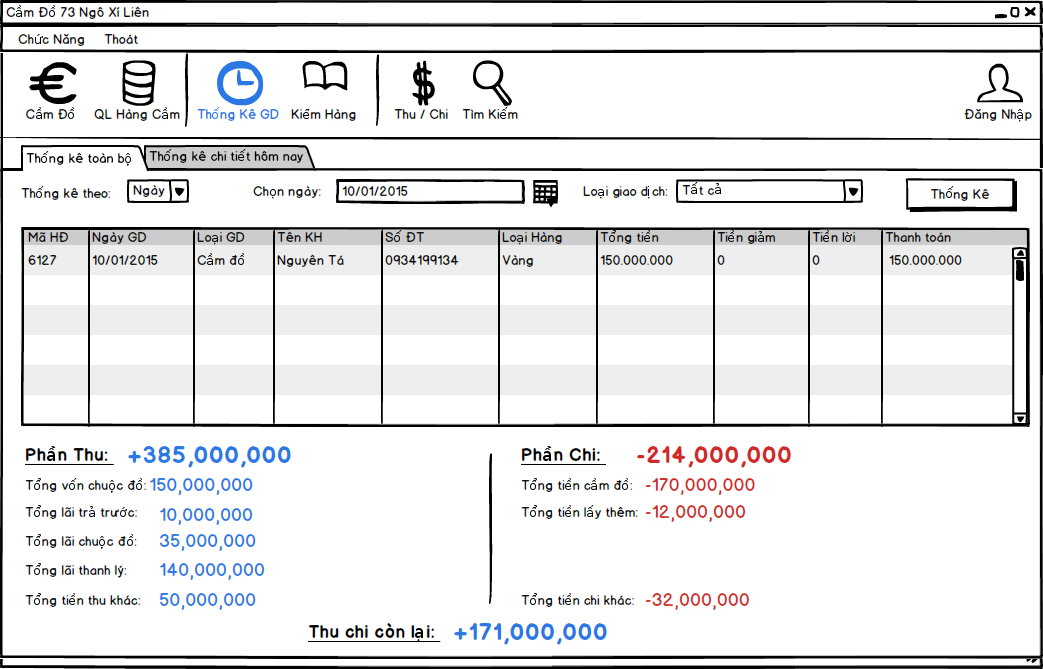 Cầm Đồ 73 Ngô Xí Liên
Chức Năng Thoát
Cầm Đồ QL Hàng Cầm Thống Kê GD Kiểm Hàng Thu / Chi Tìm Kiếm Đăng Nhập
Thống kê toàn bộ Thống kê chi tiết hôm nay
Thống kê theo: Ngày Chọn ngày: 10/01/2015 Loại giao dịch: Tất cả Thống Kê
Mã HĐ Ngày GD Loại GD Tên KH Số ĐT Loại Hàng Tổng tiền Tiền giảm Tiền lời Thanh toán
6127 10/01/2015 Cầm đồ Nguyên Tá 0934199134 Vàng 150.000.000 0 0 150.000.000
Phần Thu: +385,000,000 Phần Chi: -214,000,000
Tổng vốn chuộc đồ: 150,000,000 Tổng tiền cầm đồ: -170,000,000
Tổng lãi trả trước: 10,000,000 Tổng tiền lấy thêm: -12,000,000
Tổng lãi chuộc đồ: 35,000,000
Tổng lãi thanh lý: 140,000,000
Tổng tiền thu khác: 50,000,000 Tổng tiền chi khác: -32,000,000
Thu chi còn lại: +171,000,000